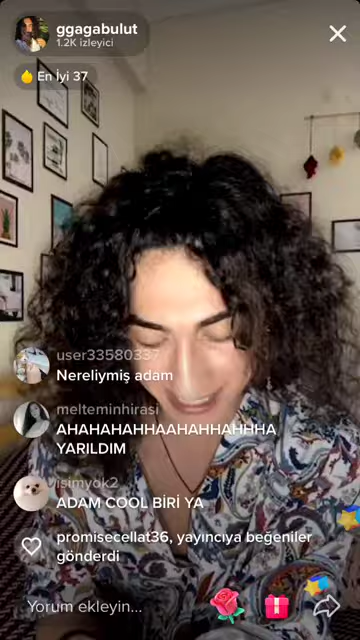 ggagabulut
1.2K izleyici
En İyi 37
user33580337
Nereliymiş adam
melteminhirasi
AHAHAHAHHAAHAHHAHHHA
YARILDIM
isimyok2
ADAM COOL BİRİ YA
promisecellat36, yayıncıya beğeniler
gönderdi
Yorum ekleyin...